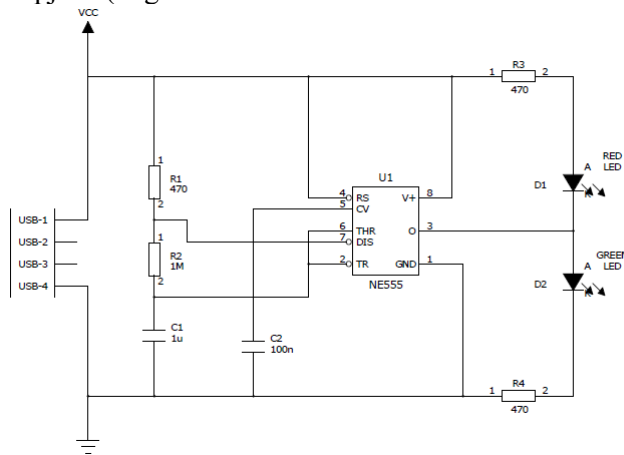 VCC
R3
1
2
470
U1
RED
LED
A
K
D1
1
R1
470
2
4
RS
V+
8
5
CV
USB-1
6
THR
O
3
7
DIS
USB-2
1
R2
1M
2
USB-3
2
TR
GND
1
GREEN
LED
A
K
D2
USB-4
NE555
C1
1u
C2
100n
R4
1
2
470